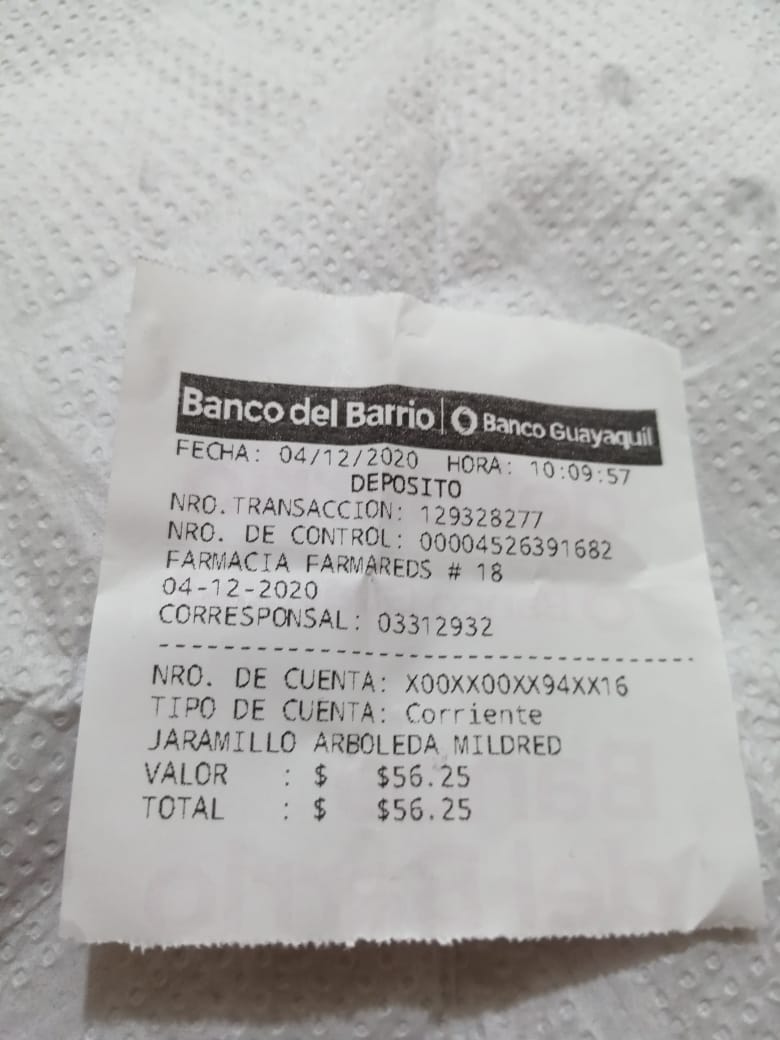 Banco del Barrio | Banco Guayaquil
FECHA: 04/12/2020 HORA: 10:09:57
DEPOSITO
NRO.TRANSACCION: 129328277
NRO. DE CONTROL: 00004526391682
FARMACIA FARMAREDS # 18
04-12-2020
CORRESPONSAL: 03312932
NRO. DE CUENTA: X00XX00XX94XX16
TIPO DE CUENTA: Corriente
JARAMILLO ARBOLEDA MILDRED
VALOR : $ $56.25
TOTAL : $ $56.25